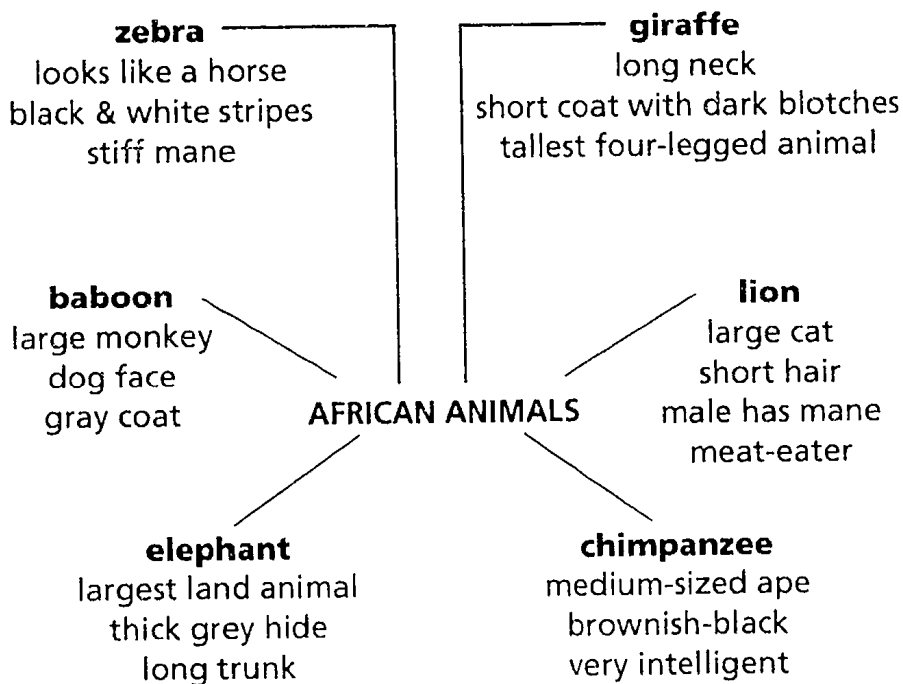 zebra
looks like a horse
black & white stripes
stiff mane
giraffe
long neck
short coat with dark blotches
tallest four-legged animal
baboon
large monkey
dog face
gray coat
lion
large cat
short hair
male has mane
meat-eater
AFRICAN ANIMALS
elephant
largest land animal
thick grey hide
long trunk
chimpanzee
medium-sized ape
brownish-black
very intelligent